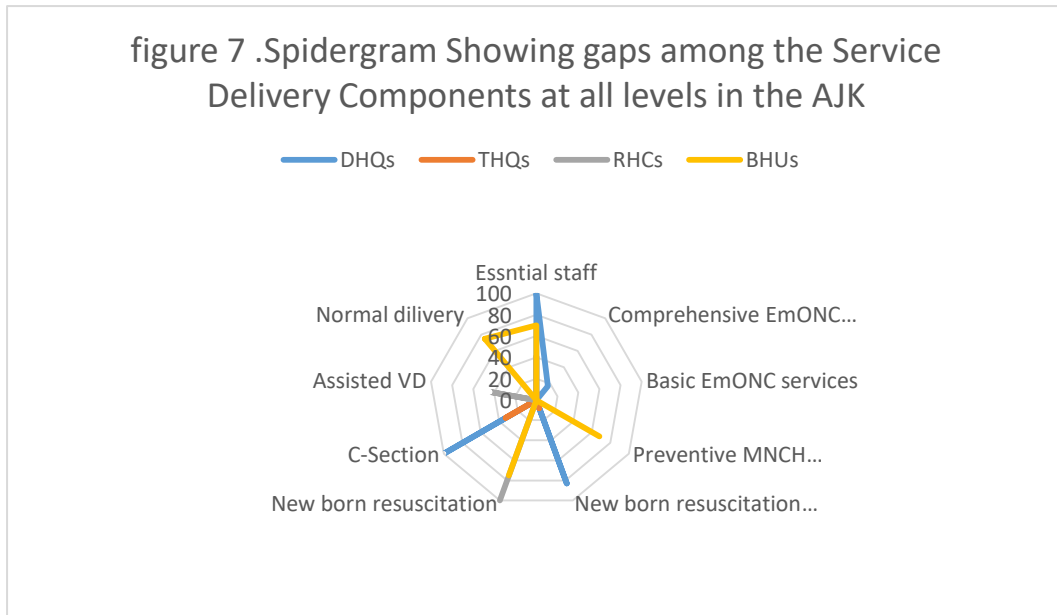 figure 7 .Spidergram Showing gaps among the Service
Delivery Components at all levels in the AJK
DHQs THQs RHCs BHUs
Essntial staff
100
80
60
40
20
0
Comprehensive EmONC...
Basic EmONC services
Preventive MNCH...
New born resuscitation...
New born resuscitation
C-Section
Assisted VD
Normal dilivery